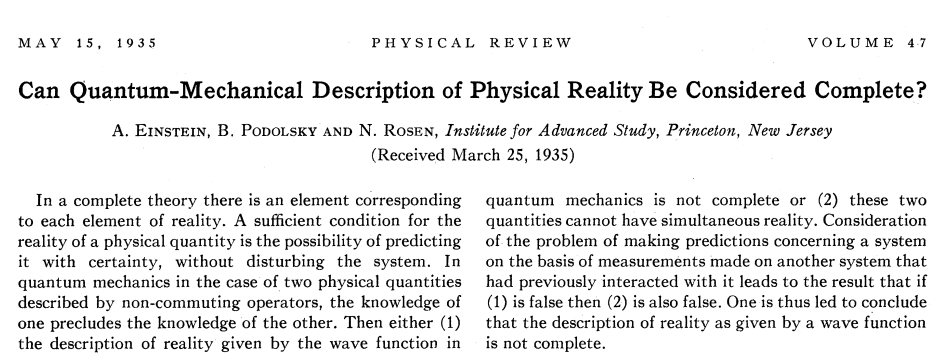 MAY 15, 1935 PHYSICAL REVIEW VOLUME 47
Can Quantum-Mechanical Description of Physical Reality Be Considered Complete?
A. EINSTEIN, B. PODOLSKY AND N. ROSEN, Institute for Advanced Study, Princeton, New Jersey
(Received March 25, 1935)
In a complete theory there is an element corresponding
to each element of reality. A sufficient condition for the
reality of a physical quantity is the possibility of predicting
it with certainty, without disturbing the system. In
quantum mechanics in the case of two physical quantities
described by non-commuting operators, the knowledge of
one precludes the knowledge of the other. Then either (1)
the description of reality given by the wave function in
quantum mechanics is not complete or (2) these two
quantities cannot have simultaneous reality. Consideration
of the problem of making predictions concerning a system
on the basis of measurements made on another system that
had previously interacted with it leads to the result that if
(1) is false then (2) is also false. One is thus led to conclude
that the description of reality as given by a wave function
is not complete.